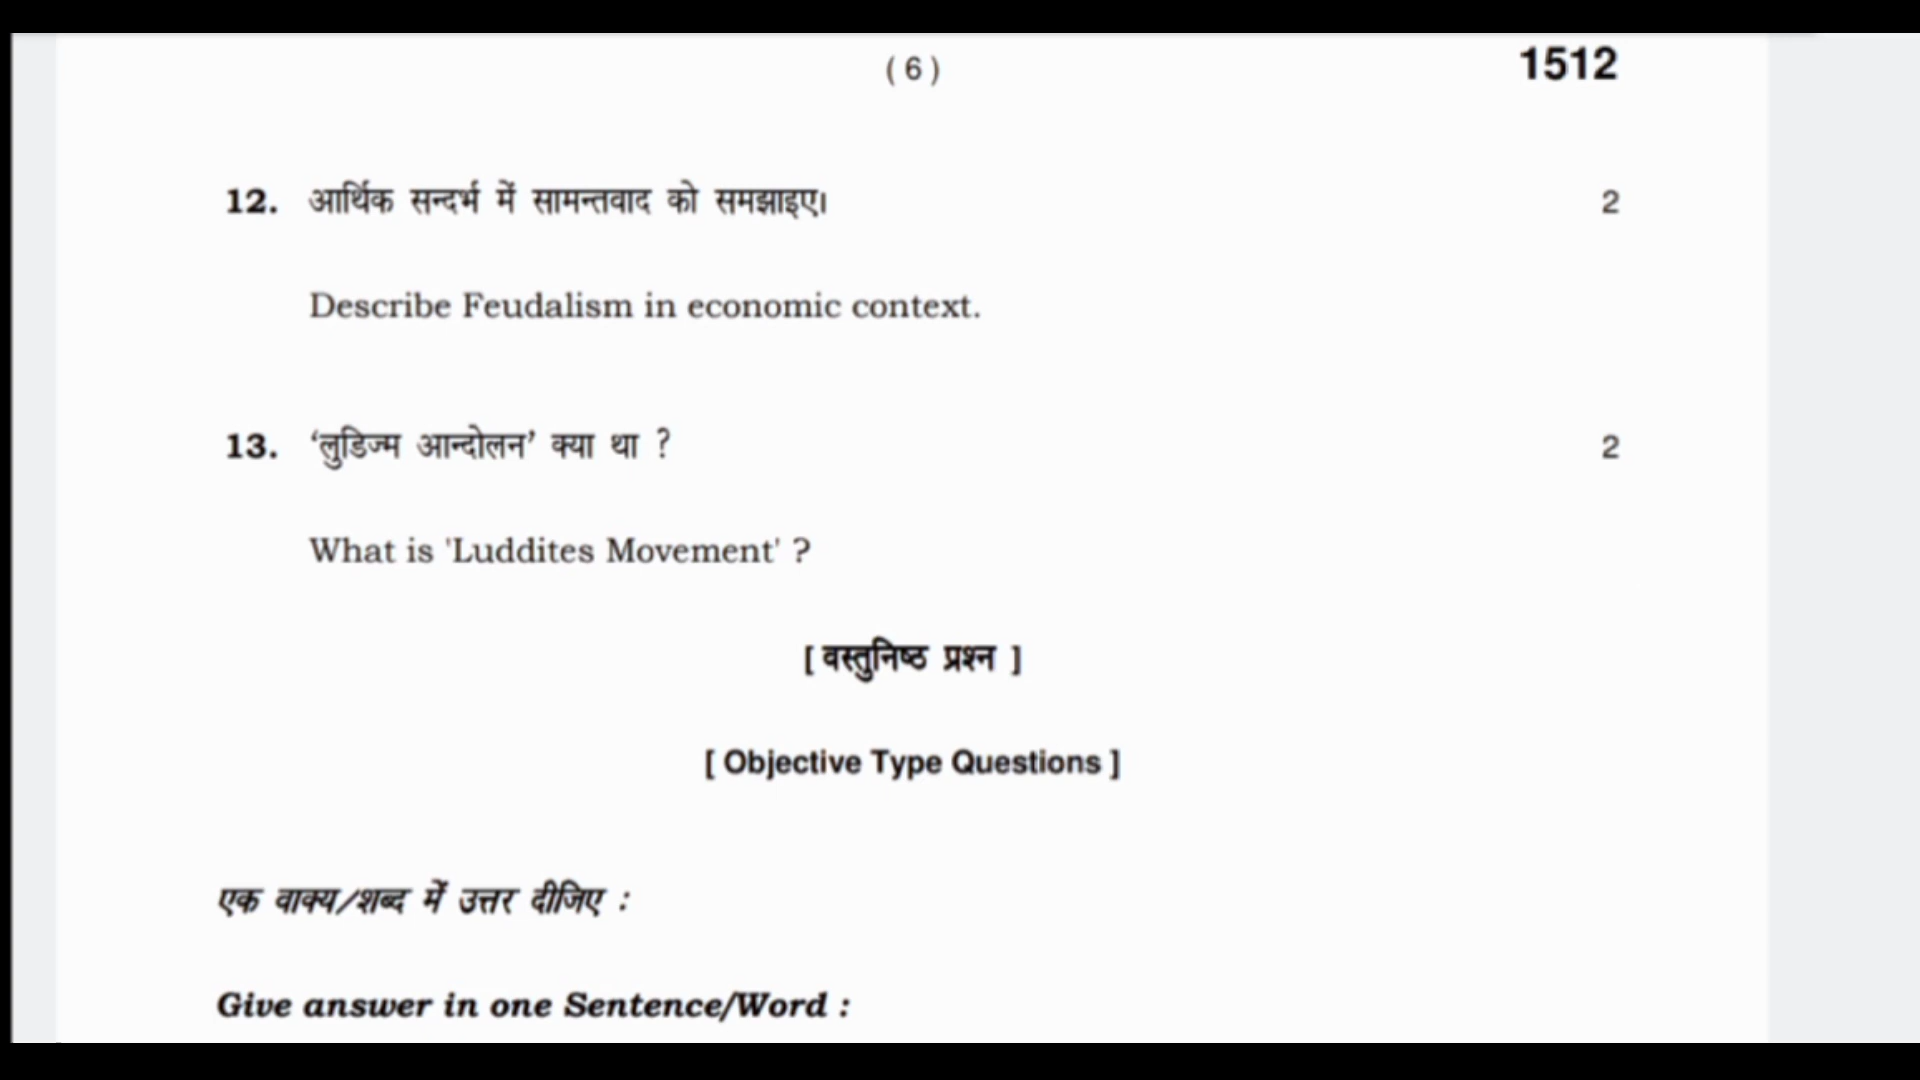 ( 6 ) 1512
12. आर्थिक सन्दर्भ में सामन्तवाद को समझाइए। 2
Describe Feudalism in economic context.
13. ‘लुडिज्म आन्दोलन’ क्या था ? 2
What is 'Luddites Movement' ?
[ वस्तुनिष्ठ प्रश्न ]
[ Objective Type Questions ]
एक वाक्य/शब्द में उत्तर दीजिए :
Give answer in one Sentence/Word :